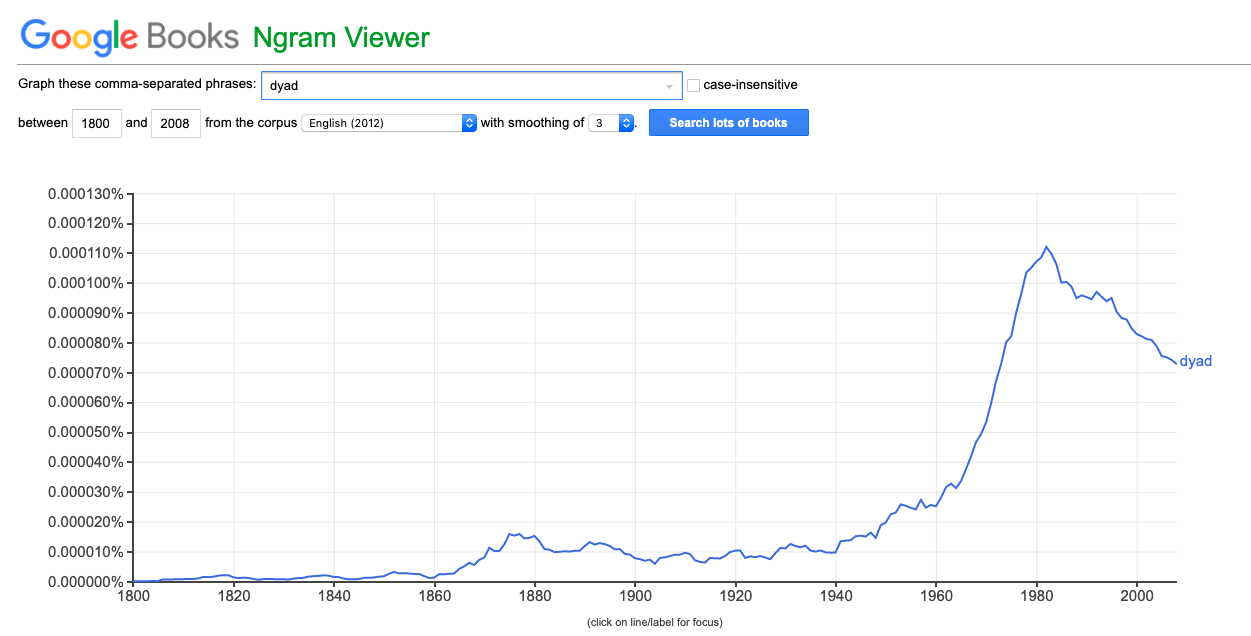 Google Books Ngram Viewer
Graph these comma-separated phrases: dyad case-insensitive
between 1800 and 2008 from the corpus English (2012) with smoothing of 3 . Search lots of books
0.000130%
0.000120%
0.000110%
0.000100%
0.000090%
0.000080%
0.000070%
0.000060%
0.000050%
0.000040%
0.000030%
0.000020%
0.000010%
0.000000%
dyad
1800 1820 1840 1860 1880 1900 1920 1940 1960 1980 2000
(click on line/label for focus)